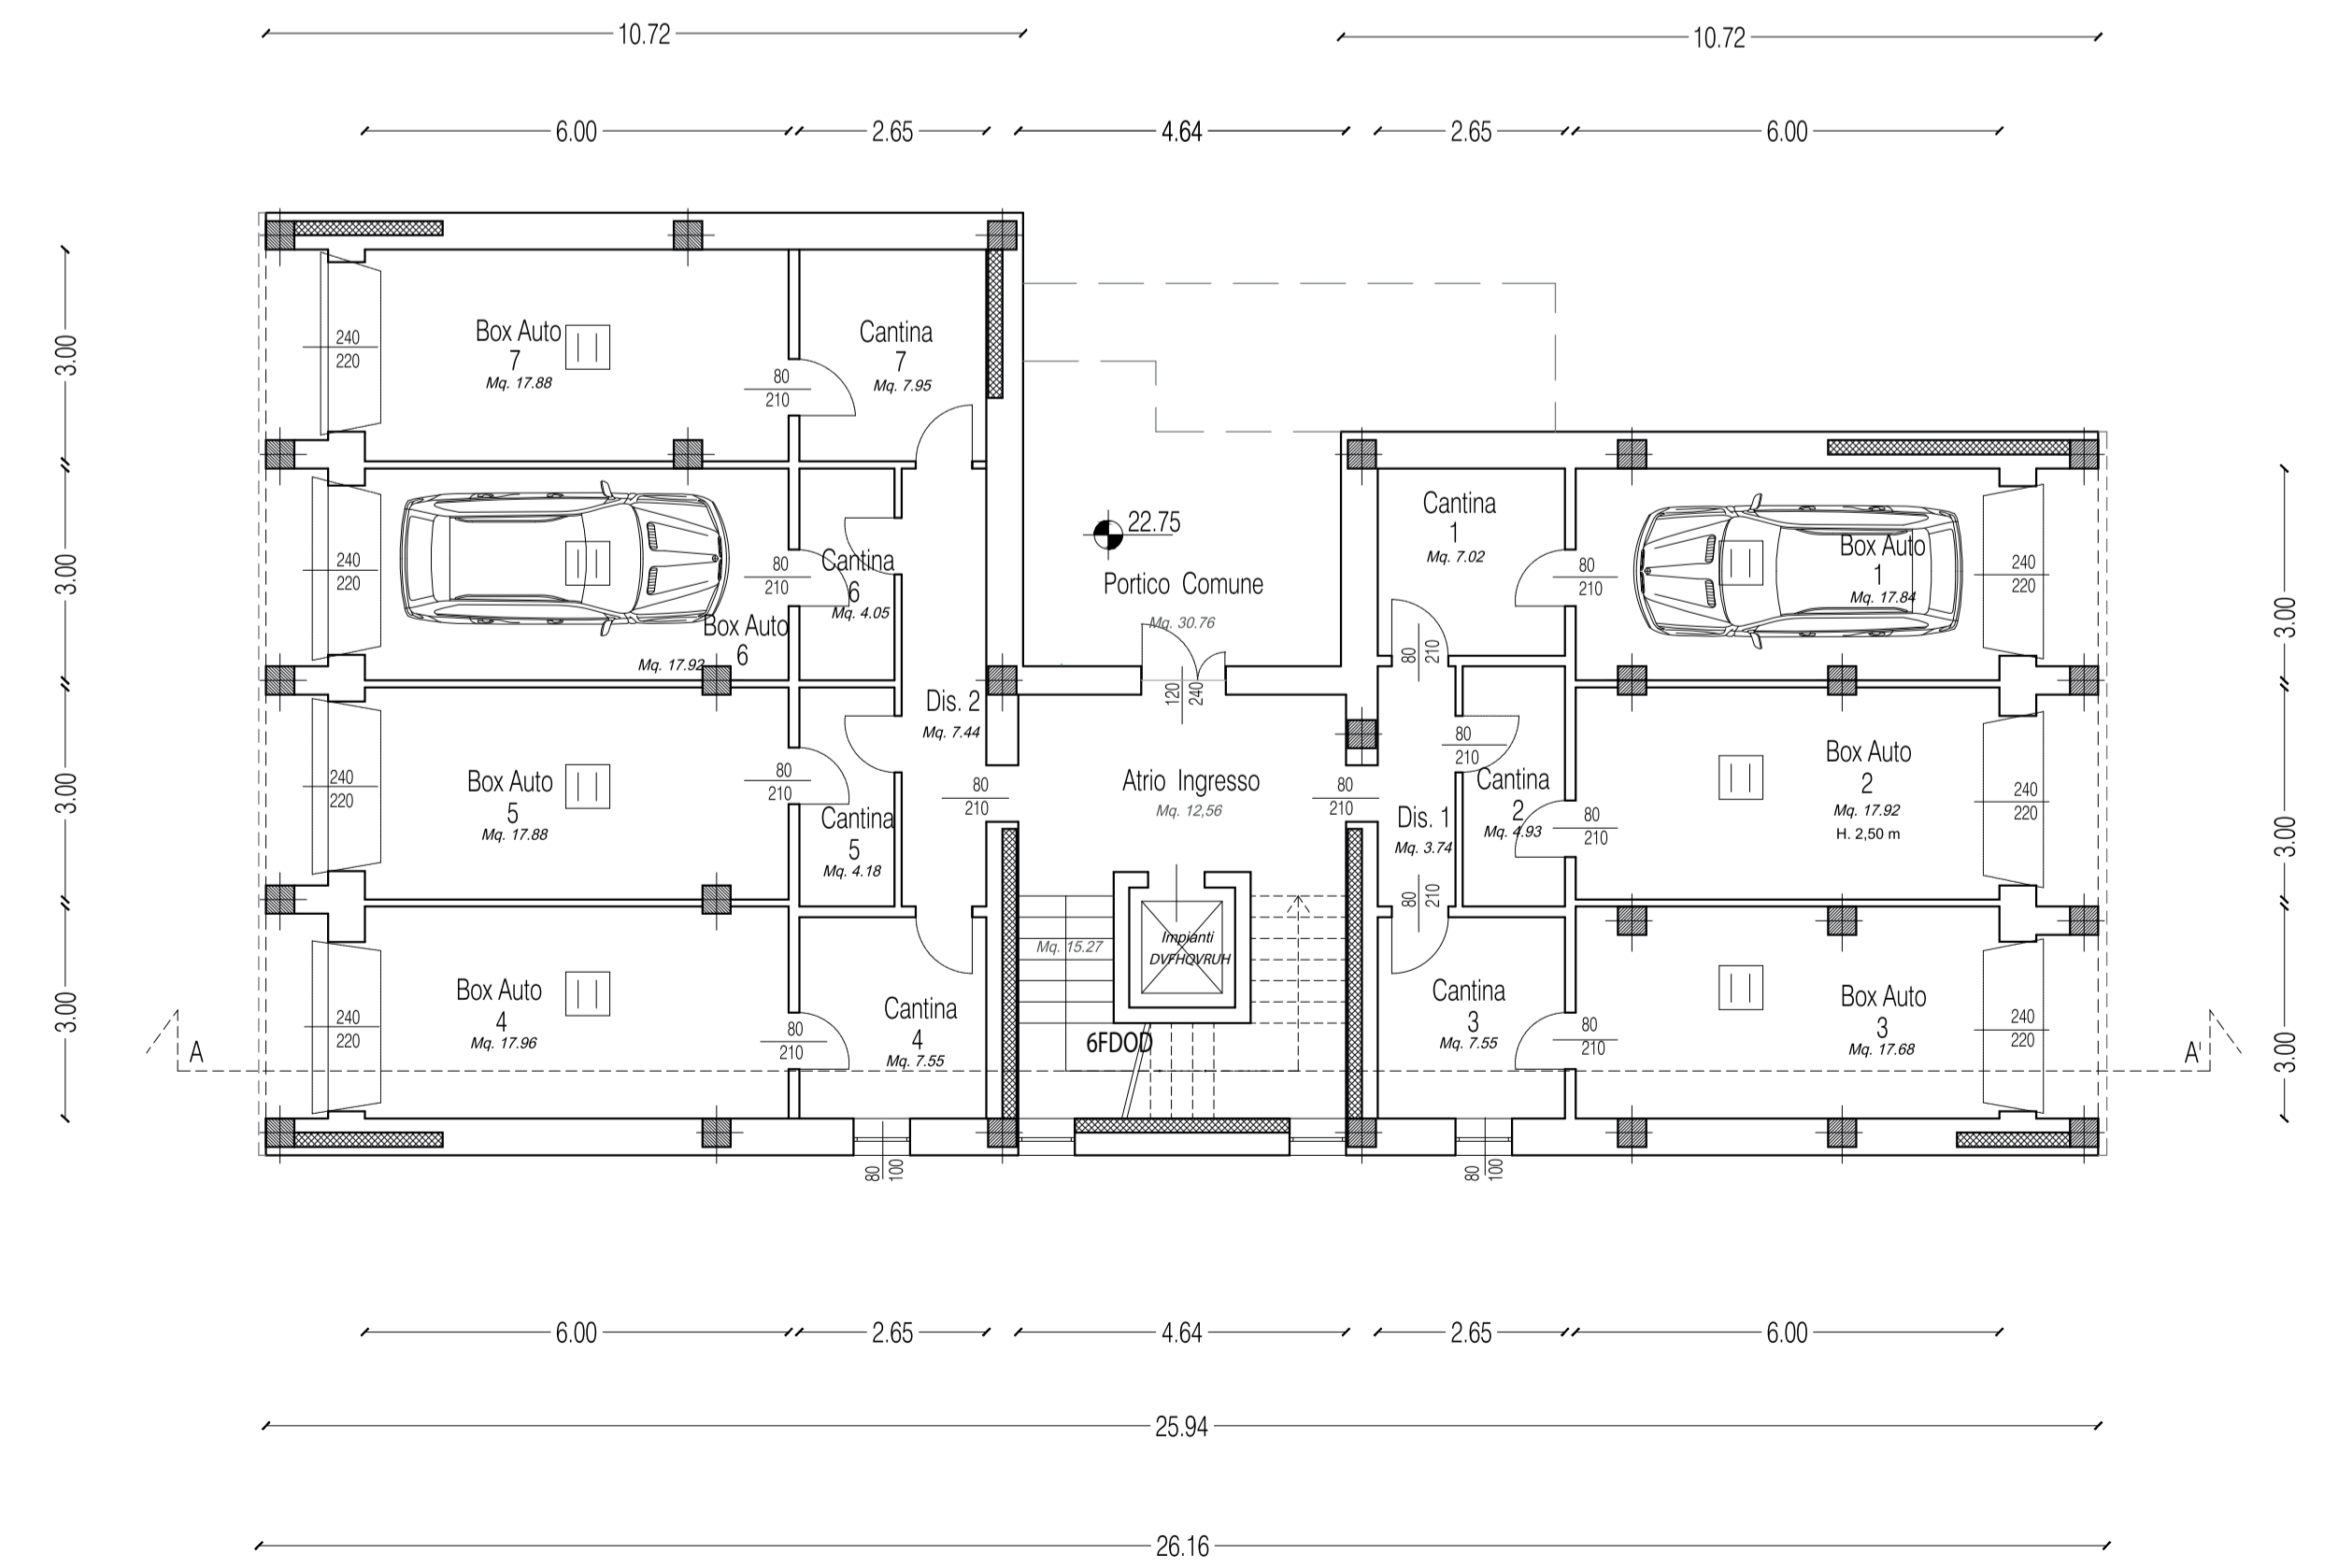 10.72
10.72
6.00
2.65
4.64
2.65
6.00
3.00
3.00
3.00
3.00
240
220
Box Auto
7
Mq. 17.88
80
210
Cantina
7
Mq. 7.95
240
220
Box Auto
6
Mq. 17.92
80
210
Cantina
6
Mq. 4.05
240
220
Box Auto
5
Mq. 17.88
80
210
Cantina
5
Mq. 4.18
240
220
Box Auto
4
Mq. 17.96
80
210
Cantina
4
Mq. 7.55
Dis. 2
Mq. 7.44
80
210
22.75
Portico Comune
Mq. 30.76
120
240
Atrio Ingresso
Mq. 12,56
80
210
Mq. 15.27
Impianti
DVFHQVRUH
6FDOD
Cantina
1
Mq. 7.02
80
210
80
210
Box Auto
1
Mq. 17.84
240
220
Dis. 1
Mq. 3.74
80
210
80
210
Cantina
2
Mq. 4.93
80
210
Box Auto
2
Mq. 17.92
H. 2,50 m
240
220
Cantina
3
Mq. 7.55
80
210
Box Auto
3
Mq. 17.68
240
220
3.00
3.00
3.00
A
A'
80
100
80
100
6.00
2.65
4.64
2.65
6.00
25.94
26.16